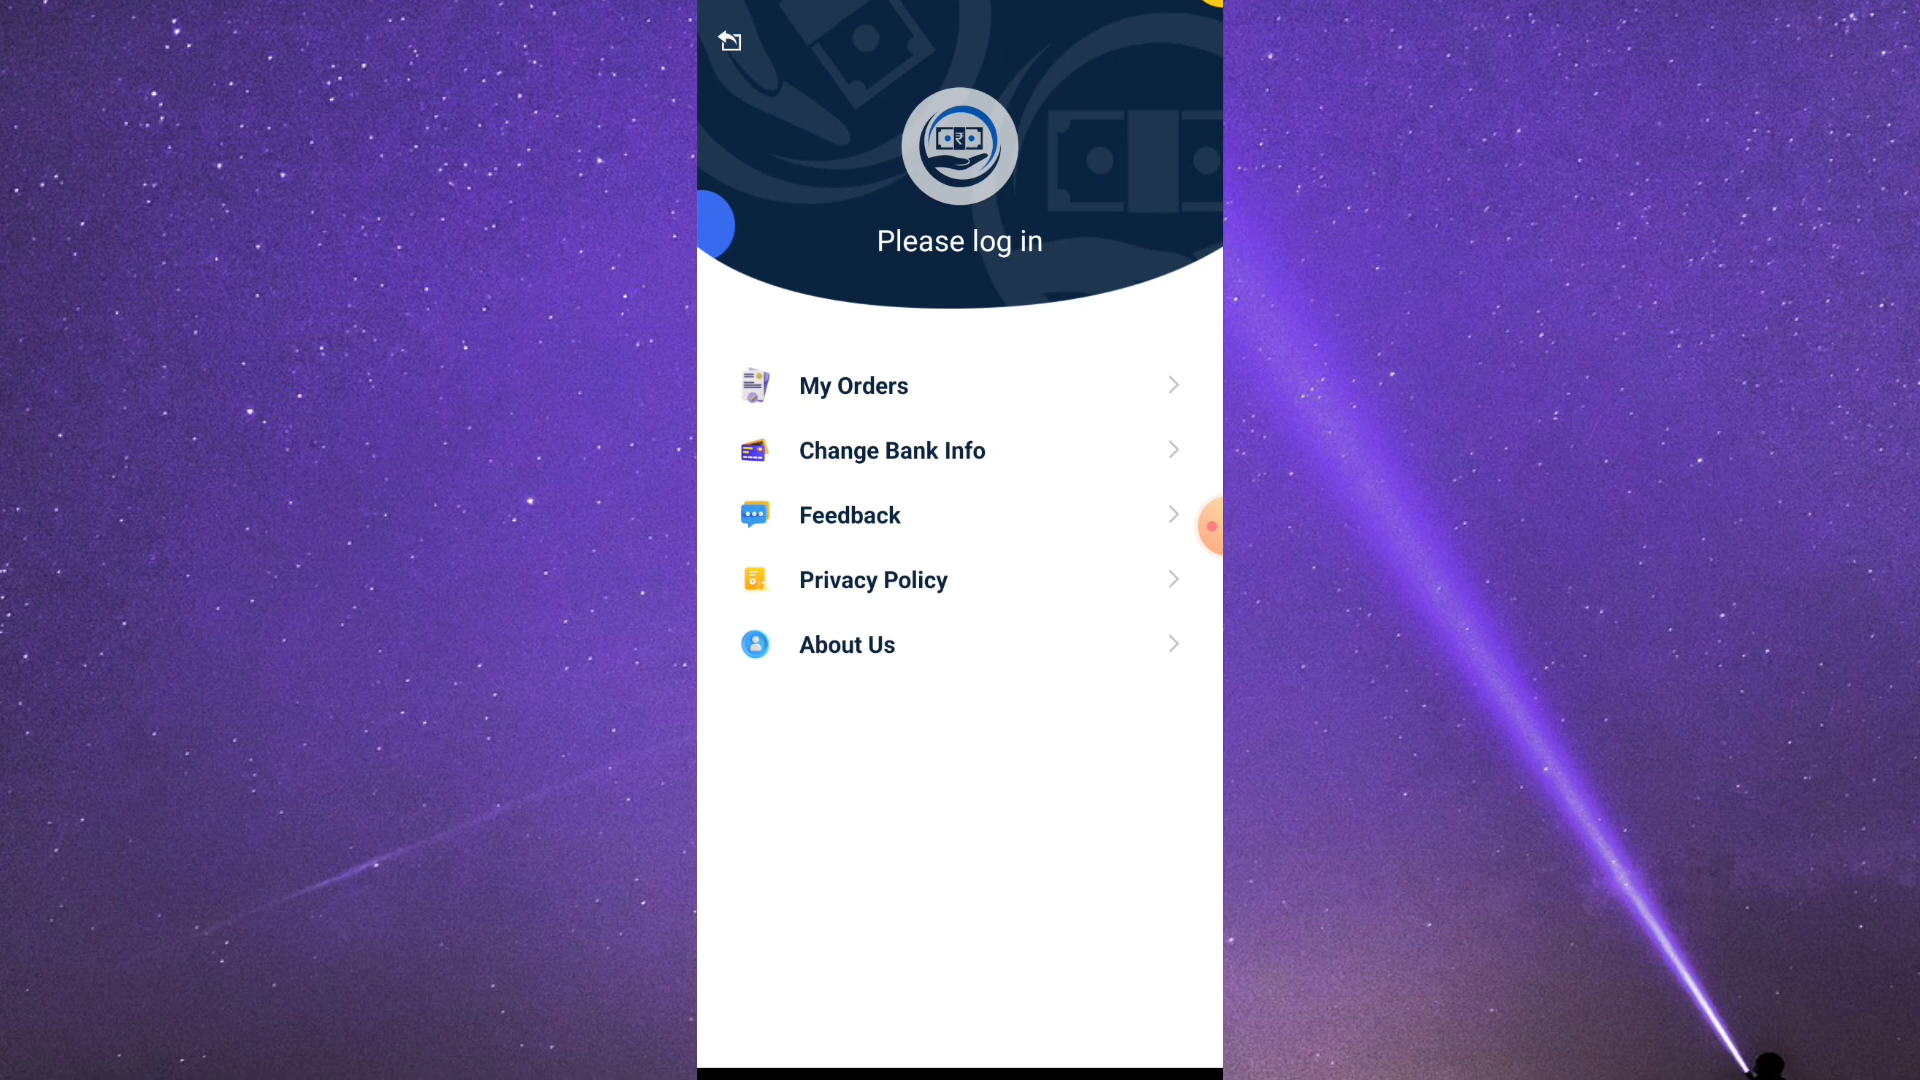 Please log in
My Orders
Change Bank Info
Feedback
Privacy Policy
About Us